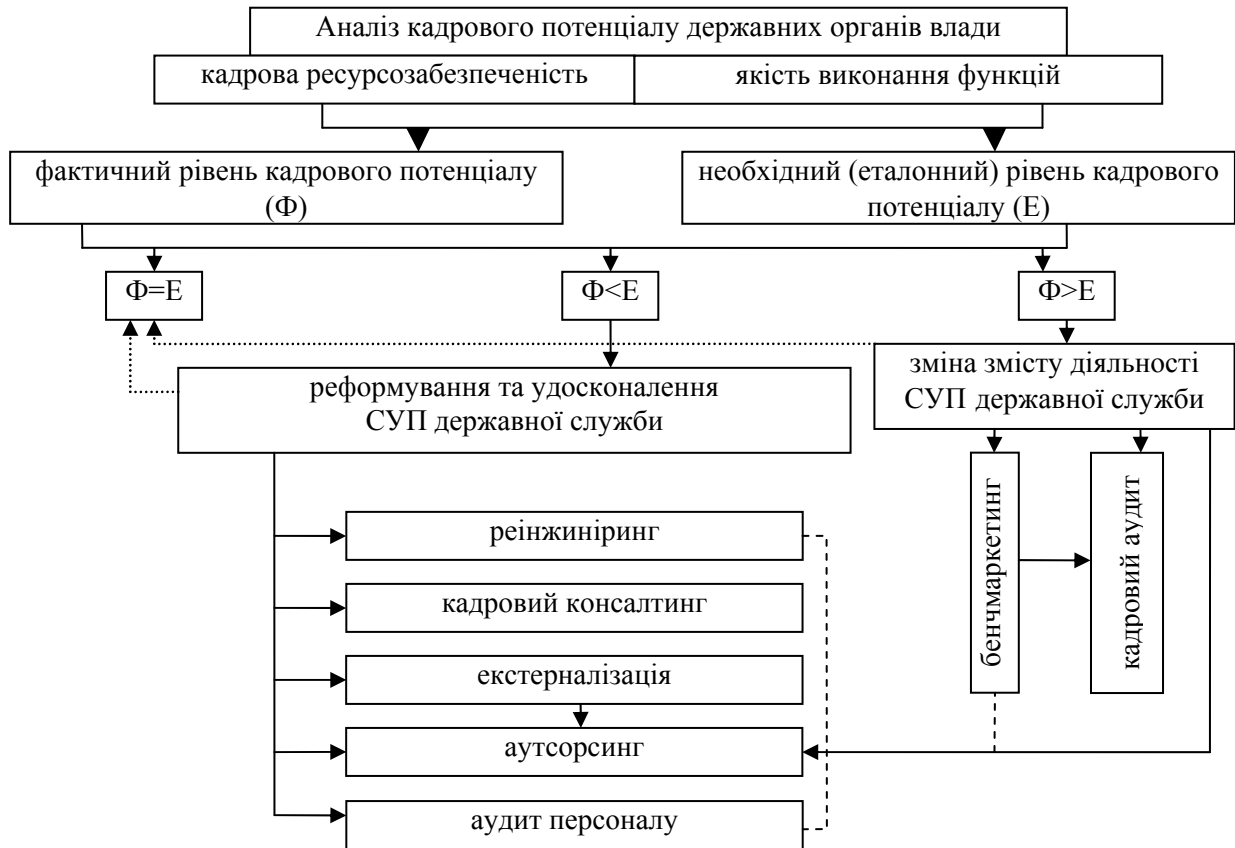 Аналіз кадрового потенціалу державних органів влади
кадрова ресурсозабезпеченість
якість виконання функцій
фактичний рівень кадрового потенціалу
(Ф)
необхідний (еталонний) рівень кадрового
потенціалу (Е)
Ф=Е
Ф<Е
Ф>Е
реформування та удосконалення
СУП державної служби
зміна змісту діяльності
СУП державної служби
бенчмаркетинг
кадровий аудит
реінжиніринг
кадровий консалтинг
екстерналізація
аутсорсинг
аудит персоналу